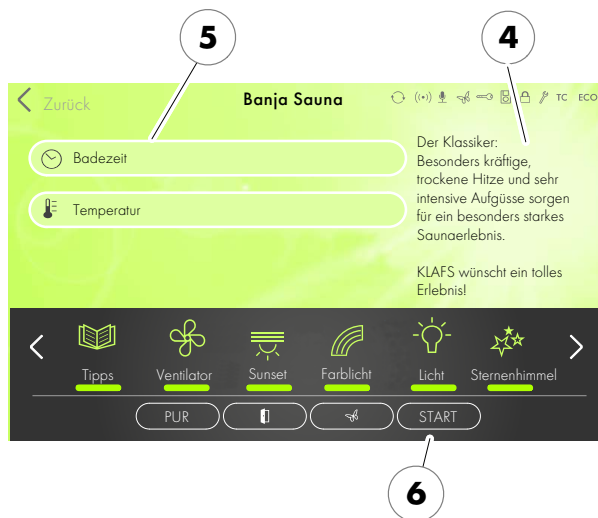 5
4
Zurück
Banja Sauna
TC ECO
Badezeit
Temperatur
Der Klassiker:
Besonders kräftige,
trockene Hitze und sehr
intensive Aufgüsse sorgen
für ein besonders starkes
Saunaerlebnis.
KLAFS wünscht ein tolles
Erlebnis!
Tipps
Ventilator
Sunset
Farblicht
Licht
Sternenhimmel
PUR
START
6